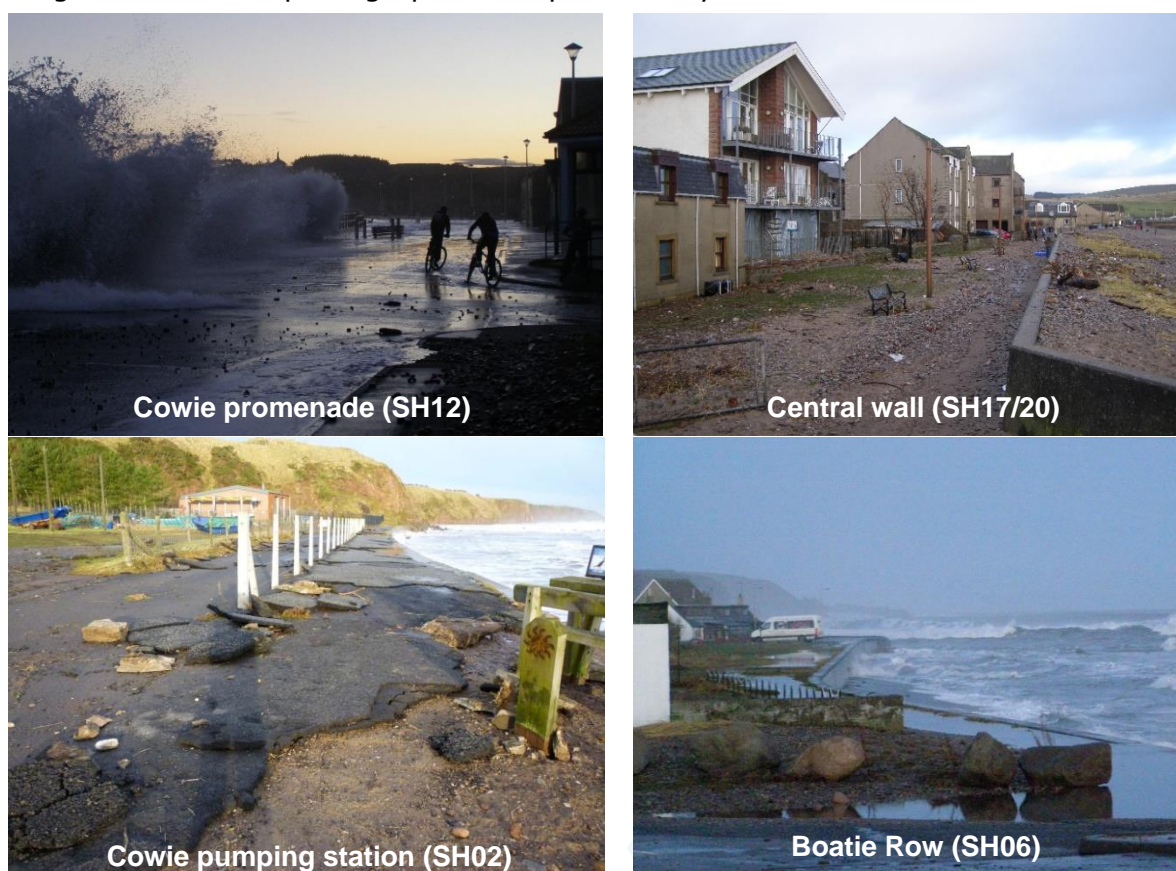 Cowie promenade (SH12)
Central wall (SH17/20)
Cowie pumping station (SH02)
Boatie Row (SH06)